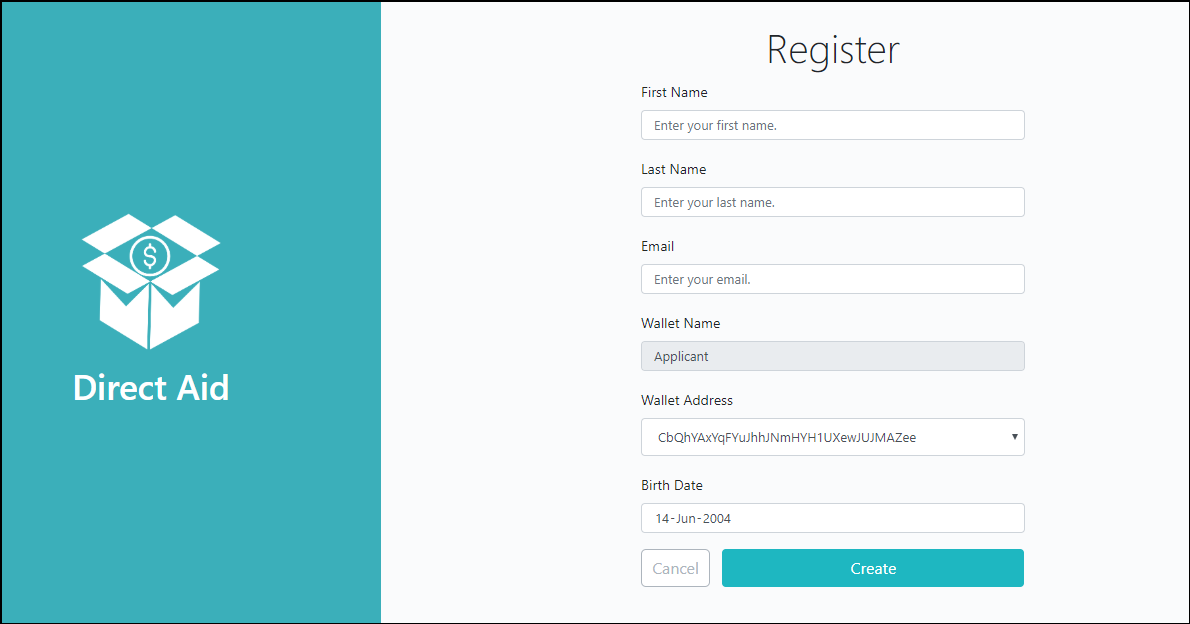 $
Direct Aid
Register
First Name
Enter your first name.
Last Name
Enter your last name.
Email
Enter your email.
Wallet Name
Applicant
Wallet Address
CbQhYAxYqFYuJhhJNmHYH1UXewJUJMAZee
Birth Date
14-Jun-2004
Cancel
Create